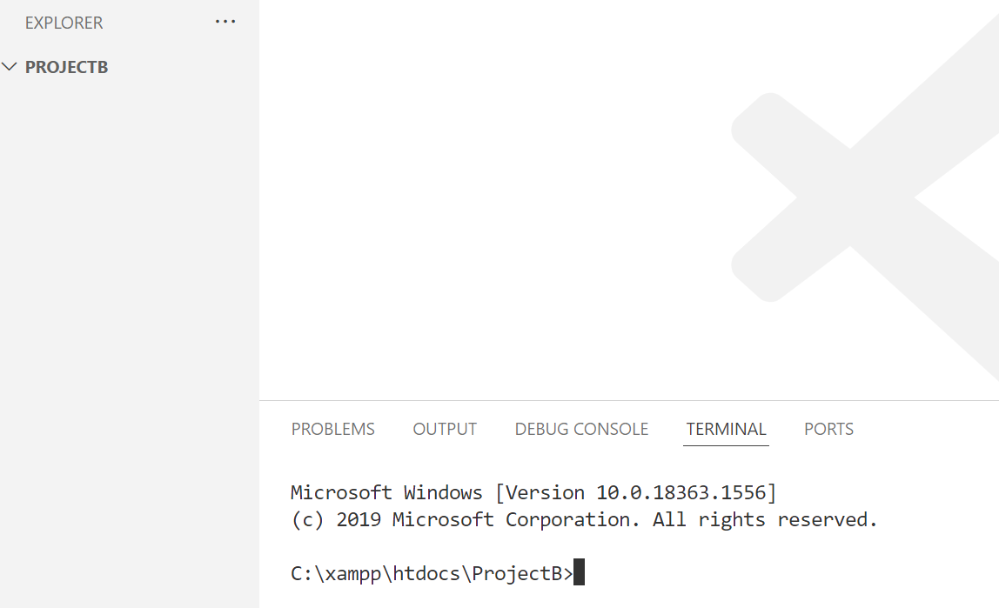 EXPLORER
PROJECTB
PROBLEMS OUTPUT DEBUG CONSOLE TERMINAL PORTS
Microsoft Windows [Version 10.0.18363.1556]
(c) 2019 Microsoft Corporation. All rights reserved.
C:\xampp\htdocs\ProjectB>